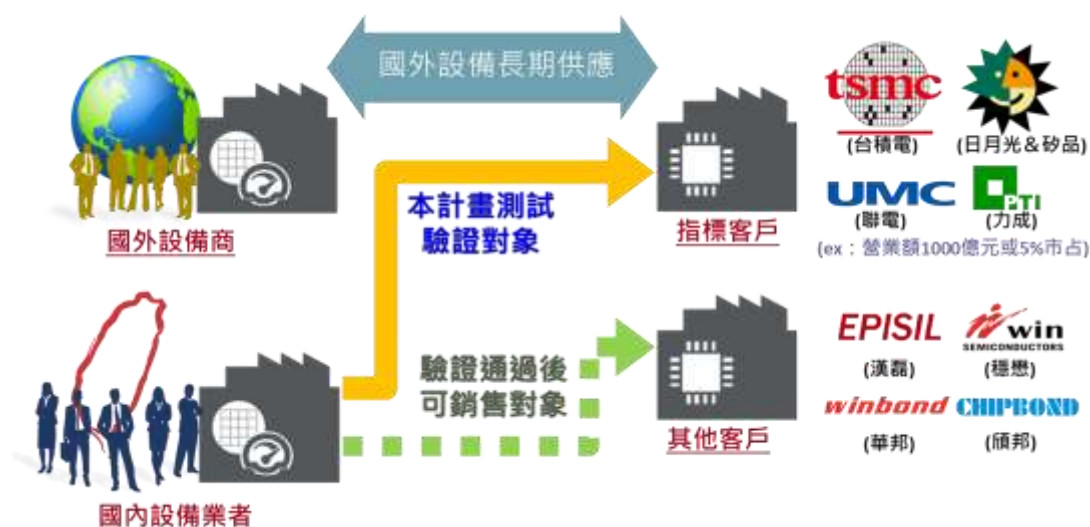 國外設備長期供應
tsmc
(台積電)
(日月光&矽品)
UMC
(聯電)
PTI
(力成)
本計畫測試
驗證對象
國外設備商
指標客戶
(ex：營業額1000億元或5%市占)
EPISIL
(漢磊)
win
SEMICONDUCTORS
(穩懋)
驗證通過後
可銷售對象
winbond
(華邦)
CHIPBOND
(頎邦)
其他客戶
國內設備業者